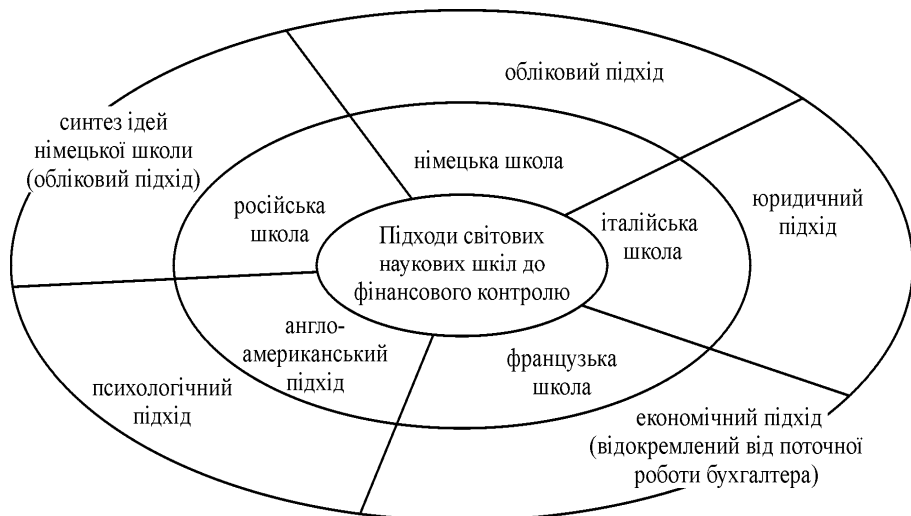 обліковий підхід
синтез ідей
німецької школи
(обліковий підхід)
німецька школа
російська
школа
Підходи світових
наукових шкіл до
фінансового контролю
італійська
школа
юридичний
підхід
англо-
американський
підхід
французька
школа
психологічний
підхід
економічний підхід
(відокремлений від поточної
роботи бухгалтера)